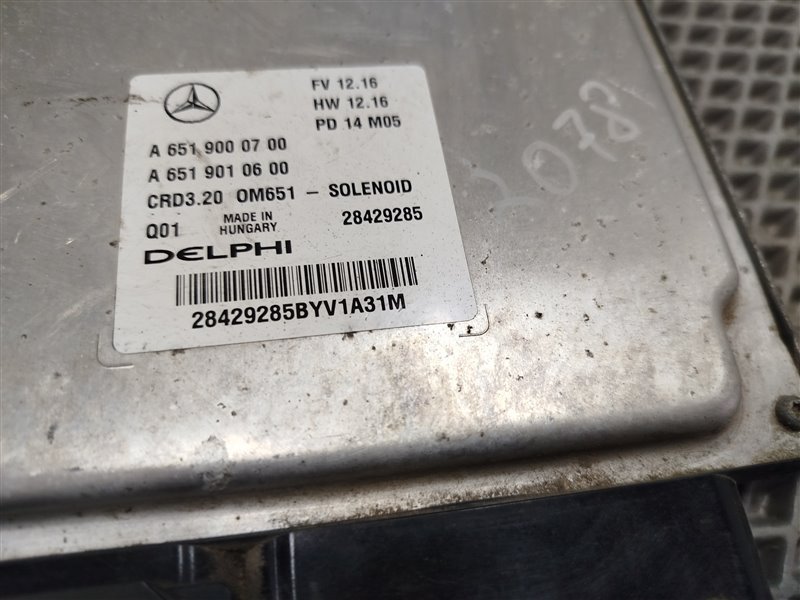 FV 12.16
HW 12.16
PD 14 M05
A 651 900 07 00
A 651 901 06 00
CRD3.20 OM651 - SOLENOID
Q01 MADE IN HUNGARY 28429285
DELPHI
28429285BYV1A31M
2078